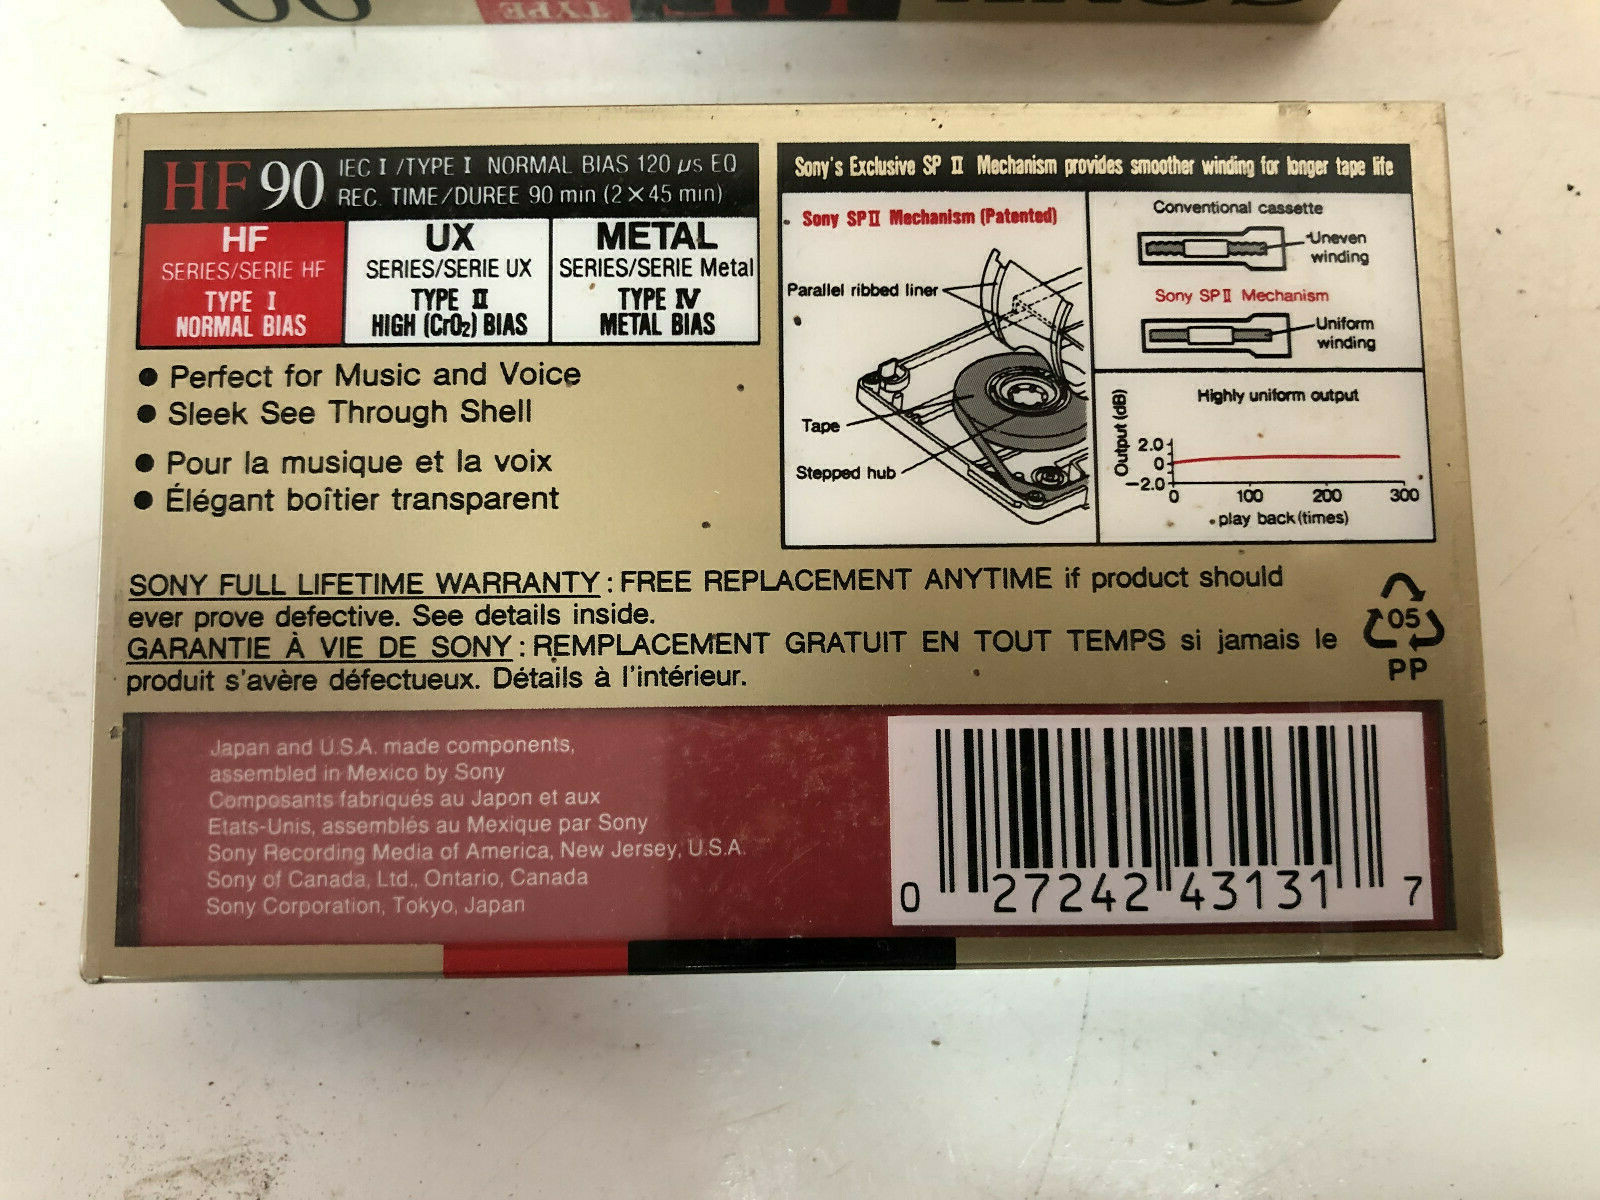 TYPE
HF 90
IEC I /TYPE I NORMAL BIAS 120 µs EQ
REC. TIME/DUREE 90 min (2×45 min)
HF
SERIES/SERIE HF
TYPE I
NORMAL BIAS
UX
SERIES/SERIE UX
TYPE II
HIGH (CrO₂) BIAS
METAL
SERIES/SERIE Metal
TYPE IV
METAL BIAS
● Perfect for Music and Voice
● Sleek See Through Shell
● Pour la musique et la voix
● Élégant boîtier transparent
Sony's Exclusive SP II Mechanism provides smoother winding for longer tape life
Sony SP II Mechanism (Patented)
Parallel ribbed liner
Tape
Stepped hub
Conventional cassette
Uneven
winding
Sony SP II Mechanism
Uniform
winding
Highly uniform output
Output (dB)
2.0
0
−2.0
0 100 200 300
play back (times)
SONY FULL LIFETIME WARRANTY : FREE REPLACEMENT ANYTIME if product should
ever prove defective. See details inside.
GARANTIE À VIE DE SONY : REMPLACEMENT GRATUIT EN TOUT TEMPS si jamais le
produit s'avère défectueux. Détails à l'intérieur.
05
PP
Japan and U.S.A. made components,
assembled in Mexico by Sony
Composants fabriqués au Japon et aux
Etats-Unis, assemblés au Mexique par Sony
Sony Recording Media of America, New Jersey, U.S.A.
Sony of Canada, Ltd., Ontario, Canada
Sony Corporation, Tokyo, Japan
0 27242 43131 7